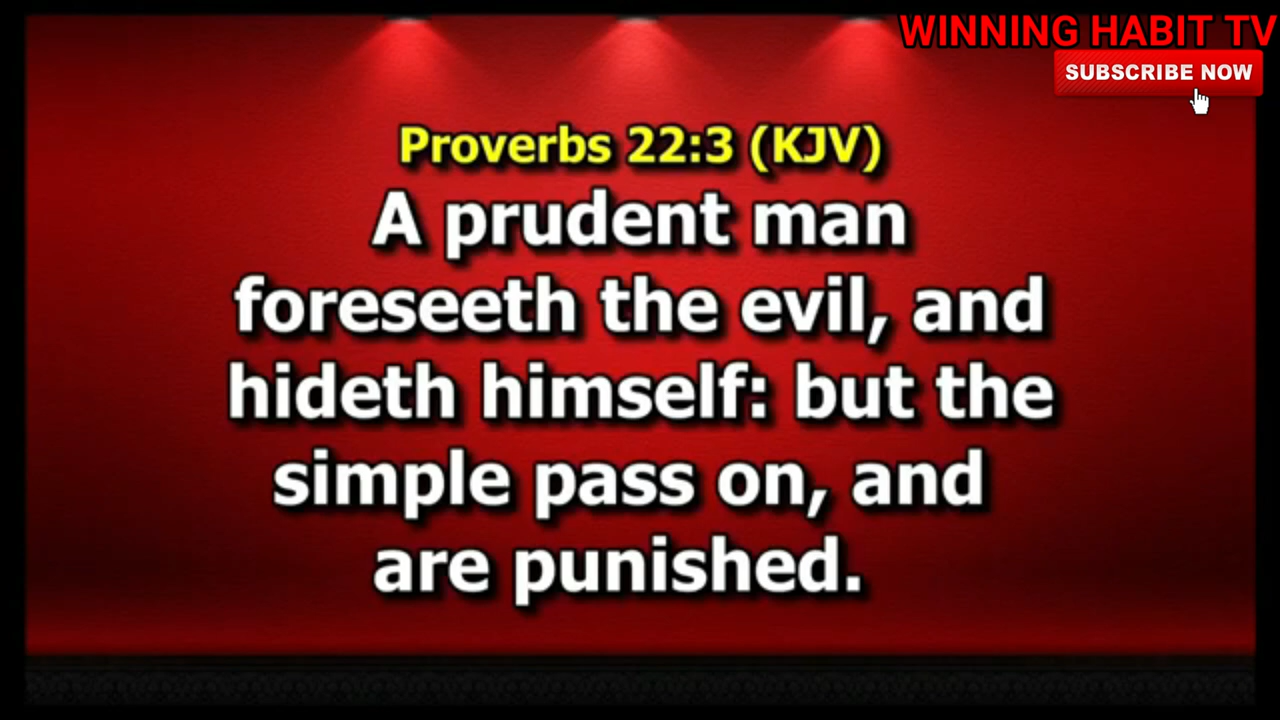 WINNING HABIT TV
SUBSCRIBE NOW
Proverbs 22:3 (KJV)
A prudent man
foreseeth the evil, and
hideth himself: but the
simple pass on, and
are punished.